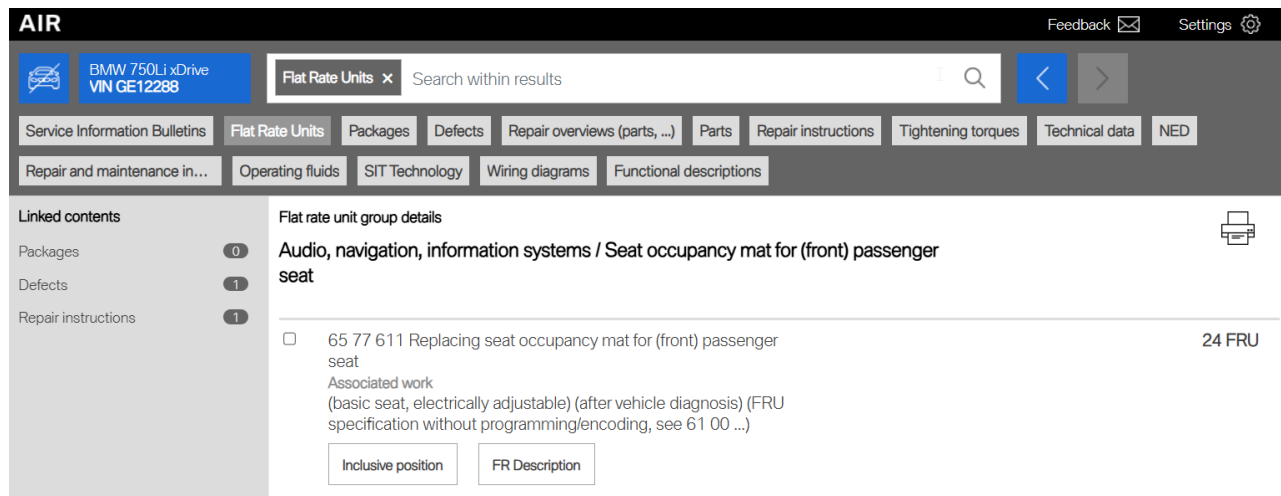 AIR
Feedback
Settings
BMW 750Li xDrive
VIN GE12288
Flat Rate Units ×
Search within results
Service Information Bulletins
Flat Rate Units
Packages
Defects
Repair overviews (parts, ...)
Parts
Repair instructions
Tightening torques
Technical data
NED
Repair and maintenance in...
Operating fluids
SIT Technology
Wiring diagrams
Functional descriptions
Linked contents
Packages 0
Defects 1
Repair instructions 1
Flat rate unit group details
Audio, navigation, information systems / Seat occupancy mat for (front) passenger
seat
65 77 611 Replacing seat occupancy mat for (front) passenger
seat
24 FRU
Associated work
(basic seat, electrically adjustable) (after vehicle diagnosis) (FRU
specification without programming/encoding, see 61 00 ...)
Inclusive position
FR Description